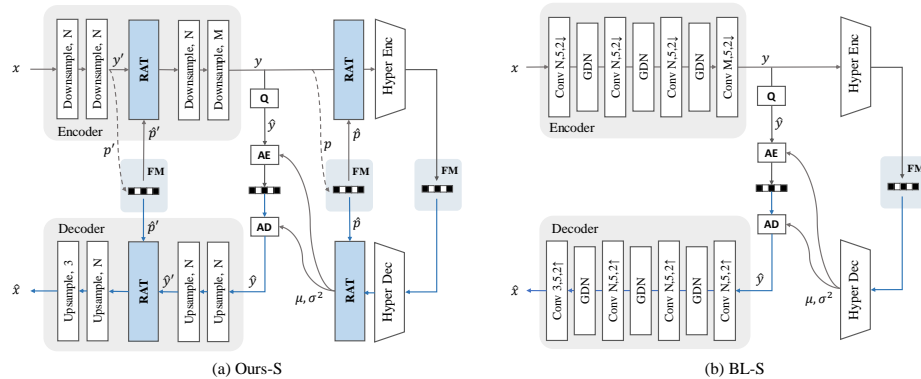 x
Downsample, N
Downsample, N
y′
RAT
Downsample, N
Downsample, M
Encoder
y
RAT
Hyper Enc
Q
ŷ
p′
p̂′
p
p̂
AE
FM
FM
FM
AD
p̂′
p̂
Decoder
x̂
Upsample, 3
Upsample, N
RAT
ŷ′
Upsample, N
Upsample, N
ŷ
μ, σ²
RAT
Hyper Dec
(a) Ours-S
x
Conv N,5,2↓
GDN
Conv N,5,2↓
GDN
Conv N,5,2↓
GDN
Conv M,5,2↓
Encoder
y
Hyper Enc
Q
ŷ
AE
FM
AD
Decoder
x̂
Conv 3,5,2↑
GDN
Conv N,5,2↑
GDN
Conv N,5,2↑
GDN
Conv N,5,2↑
ŷ
μ, σ²
Hyper Dec
(b) BL-S